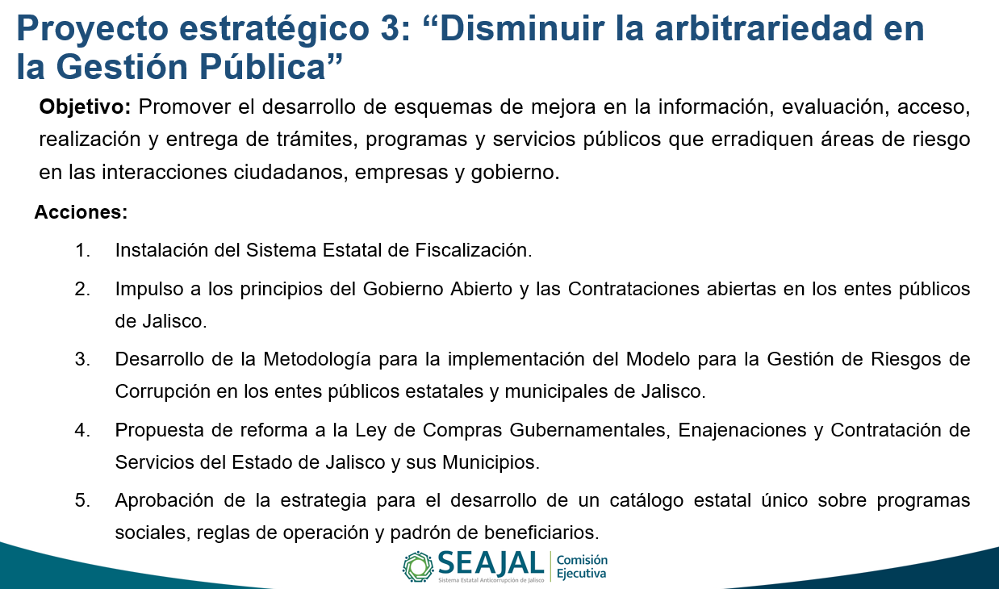 Proyecto estratégico 3: “Disminuir la arbitrariedad en
la Gestión Pública”
Objetivo: Promover el desarrollo de esquemas de mejora en la información, evaluación, acceso,
realización y entrega de trámites, programas y servicios públicos que erradiquen áreas de riesgo
en las interacciones ciudadanos, empresas y gobierno.
Acciones:
1. Instalación del Sistema Estatal de Fiscalización.
2. Impulso a los principios del Gobierno Abierto y las Contrataciones abiertas en los entes públicos
de Jalisco.
3. Desarrollo de la Metodología para la implementación del Modelo para la Gestión de Riesgos de
Corrupción en los entes públicos estatales y municipales de Jalisco.
4. Propuesta de reforma a la Ley de Compras Gubernamentales, Enajenaciones y Contratación de
Servicios del Estado de Jalisco y sus Municipios.
5. Aprobación de la estrategia para el desarrollo de un catálogo estatal único sobre programas
sociales, reglas de operación y padrón de beneficiarios.
SEAJAL
Sistema Estatal Anticorrupción de Jalisco
Comisión
Ejecutiva